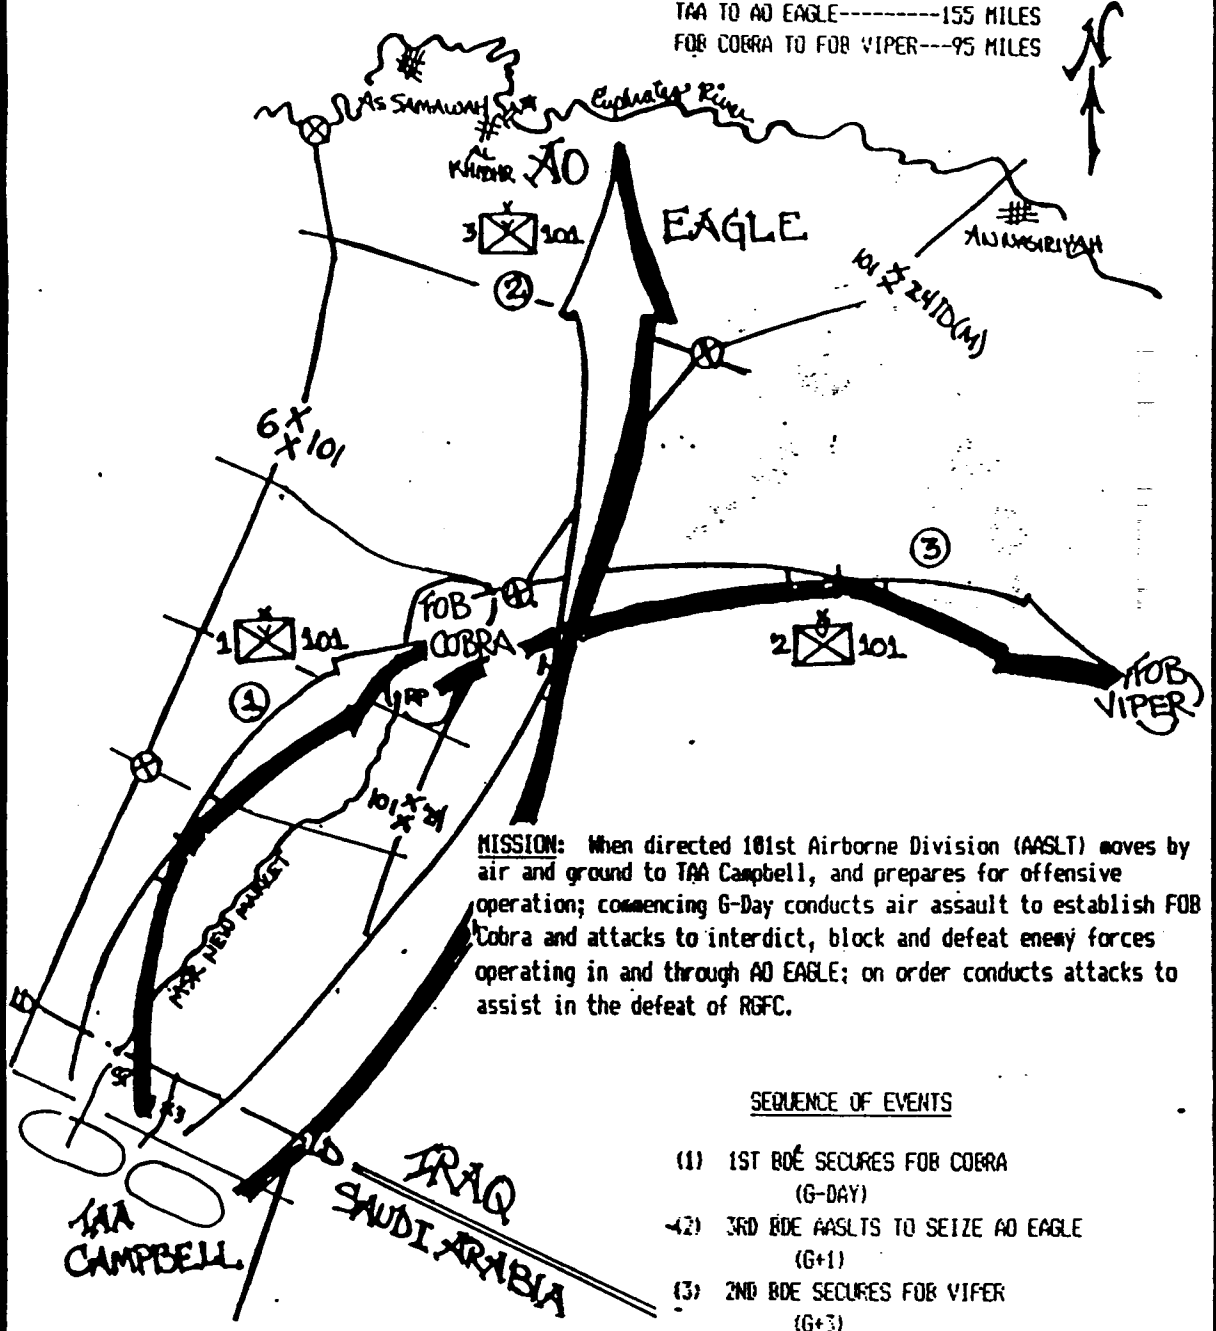 TAA TO AO EAGLE---------155 MILES
FOB COBRA TO FOB VIPER---95 MILES
N
AS SAMAWAH
Euphrates River
AL
KHIDHR
AO
EAGLE
3 101
2
AN NASIRIYAH
101 XX 24ID(M)
6 XX 101
3
FOB
COBRA
1 101
2 101
1
RP
FOB
VIPER
101 XX 24
MSR NEW MARKET
MISSION: When directed 101st Airborne Division (AASLT) moves by
air and ground to TAA Campbell, and prepares for offensive
operation; commencing G-Day conducts air assault to establish FOB
Cobra and attacks to interdict, block and defeat enemy forces
operating in and through AO EAGLE; on order conducts attacks to
assist in the defeat of RGFC.
LD
SP
LD
IRAQ
SAUDI ARABIA
TAA
CAMPBELL
SEQUENCE OF EVENTS
(1) 1ST BDE SECURES FOB COBRA
(G-DAY)
(2) 3RD BDE AASLTS TO SEIZE AO EAGLE
(G+1)
(3) 2ND BDE SECURES FOB VIPER
(G+3)